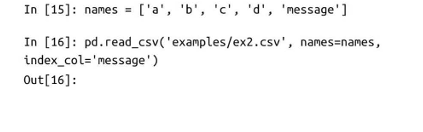 In [15]: names = ['a', 'b', 'c', 'd', 'message']
In [16]: pd.read_csv('examples/ex2.csv', names=names,
index_col='message')
Out[16]: